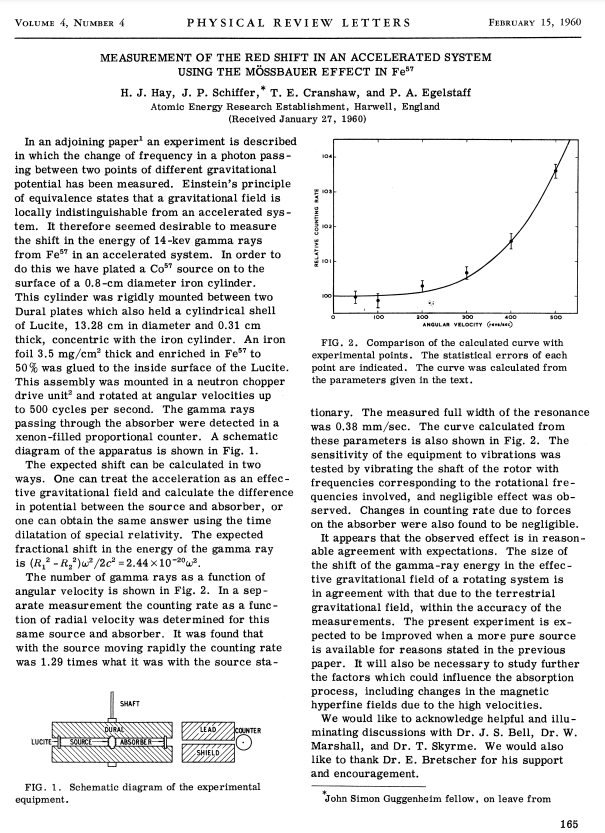 VOLUME 4, NUMBER 4 PHYSICAL REVIEW LETTERS FEBRUARY 15, 1960
MEASUREMENT OF THE RED SHIFT IN AN ACCELERATED SYSTEM
USING THE MÖSSBAUER EFFECT IN Fe⁵⁷
H. J. Hay, J. P. Schiffer,* T. E. Cranshaw, and P. A. Egelstaff
Atomic Energy Research Establishment, Harwell, England
(Received January 27, 1960)
In an adjoining paper¹ an experiment is described
in which the change of frequency in a photon pass-
ing between two points of different gravitational
potential has been measured. Einstein's principle
of equivalence states that a gravitational field is
locally indistinguishable from an accelerated sys-
tem. It therefore seemed desirable to measure
the shift in the energy of 14-kev gamma rays
from Fe⁵⁷ in an accelerated system. In order to
do this we have plated a Co⁵⁷ source on to the
surface of a 0.8-cm diameter iron cylinder.
This cylinder was rigidly mounted between two
Dural plates which also held a cylindrical shell
of Lucite, 13.28 cm in diameter and 0.31 cm
thick, concentric with the iron cylinder. An iron
foil 3.5 mg/cm² thick and enriched in Fe⁵⁷ to
50% was glued to the inside surface of the Lucite.
This assembly was mounted in a neutron chopper
drive unit² and rotated at angular velocities up
to 500 cycles per second. The gamma rays
passing through the absorber were detected in a
xenon-filled proportional counter. A schematic
diagram of the apparatus is shown in Fig. 1.
The expected shift can be calculated in two
ways. One can treat the acceleration as an effec-
tive gravitational field and calculate the difference
in potential between the source and absorber, or
one can obtain the same answer using the time
dilatation of special relativity. The expected
fractional shift in the energy of the gamma ray
is (R₁² - R₂²)ω²/2c² = 2.44×10⁻²⁰ω².
The number of gamma rays as a function of
angular velocity is shown in Fig. 2. In a sep-
arate measurement the counting rate as a func-
tion of radial velocity was determined for this
same source and absorber. It was found that
with the source moving rapidly the counting rate
was 1.29 times what it was with the source sta-
SHAFT
DURAL
LUCITE
SOURCE
ABSORBER
LEAD
SHIELD
COUNTER
FIG. 1. Schematic diagram of the experimental
equipment.
RELATIVE COUNTING RATE
104
103
102
101
100
0 100 200 300 400 500
ANGULAR VELOCITY (revs/sec)
FIG. 2. Comparison of the calculated curve with
experimental points. The statistical errors of each
point are indicated. The curve was calculated from
the parameters given in the text.
tionary. The measured full width of the resonance
was 0.38 mm/sec. The curve calculated from
these parameters is also shown in Fig. 2. The
sensitivity of the equipment to vibrations was
tested by vibrating the shaft of the rotor with
frequencies corresponding to the rotational fre-
quencies involved, and negligible effect was ob-
served. Changes in counting rate due to forces
on the absorber were also found to be negligible.
It appears that the observed effect is in reason-
able agreement with expectations. The size of
the shift of the gamma-ray energy in the effec-
tive gravitational field of a rotating system is
in agreement with that due to the terrestrial
gravitational field, within the accuracy of the
measurements. The present experiment is ex-
pected to be improved when a more pure source
is available for reasons stated in the previous
paper. It will also be necessary to study further
the factors which could influence the absorption
process, including changes in the magnetic
hyperfine fields due to the high velocities.
We would like to acknowledge helpful and illu-
minating discussions with Dr. J. S. Bell, Dr. W.
Marshall, and Dr. T. Skyrme. We would also
like to thank Dr. E. Bretscher for his support
and encouragement.
*John Simon Guggenheim fellow, on leave from
165